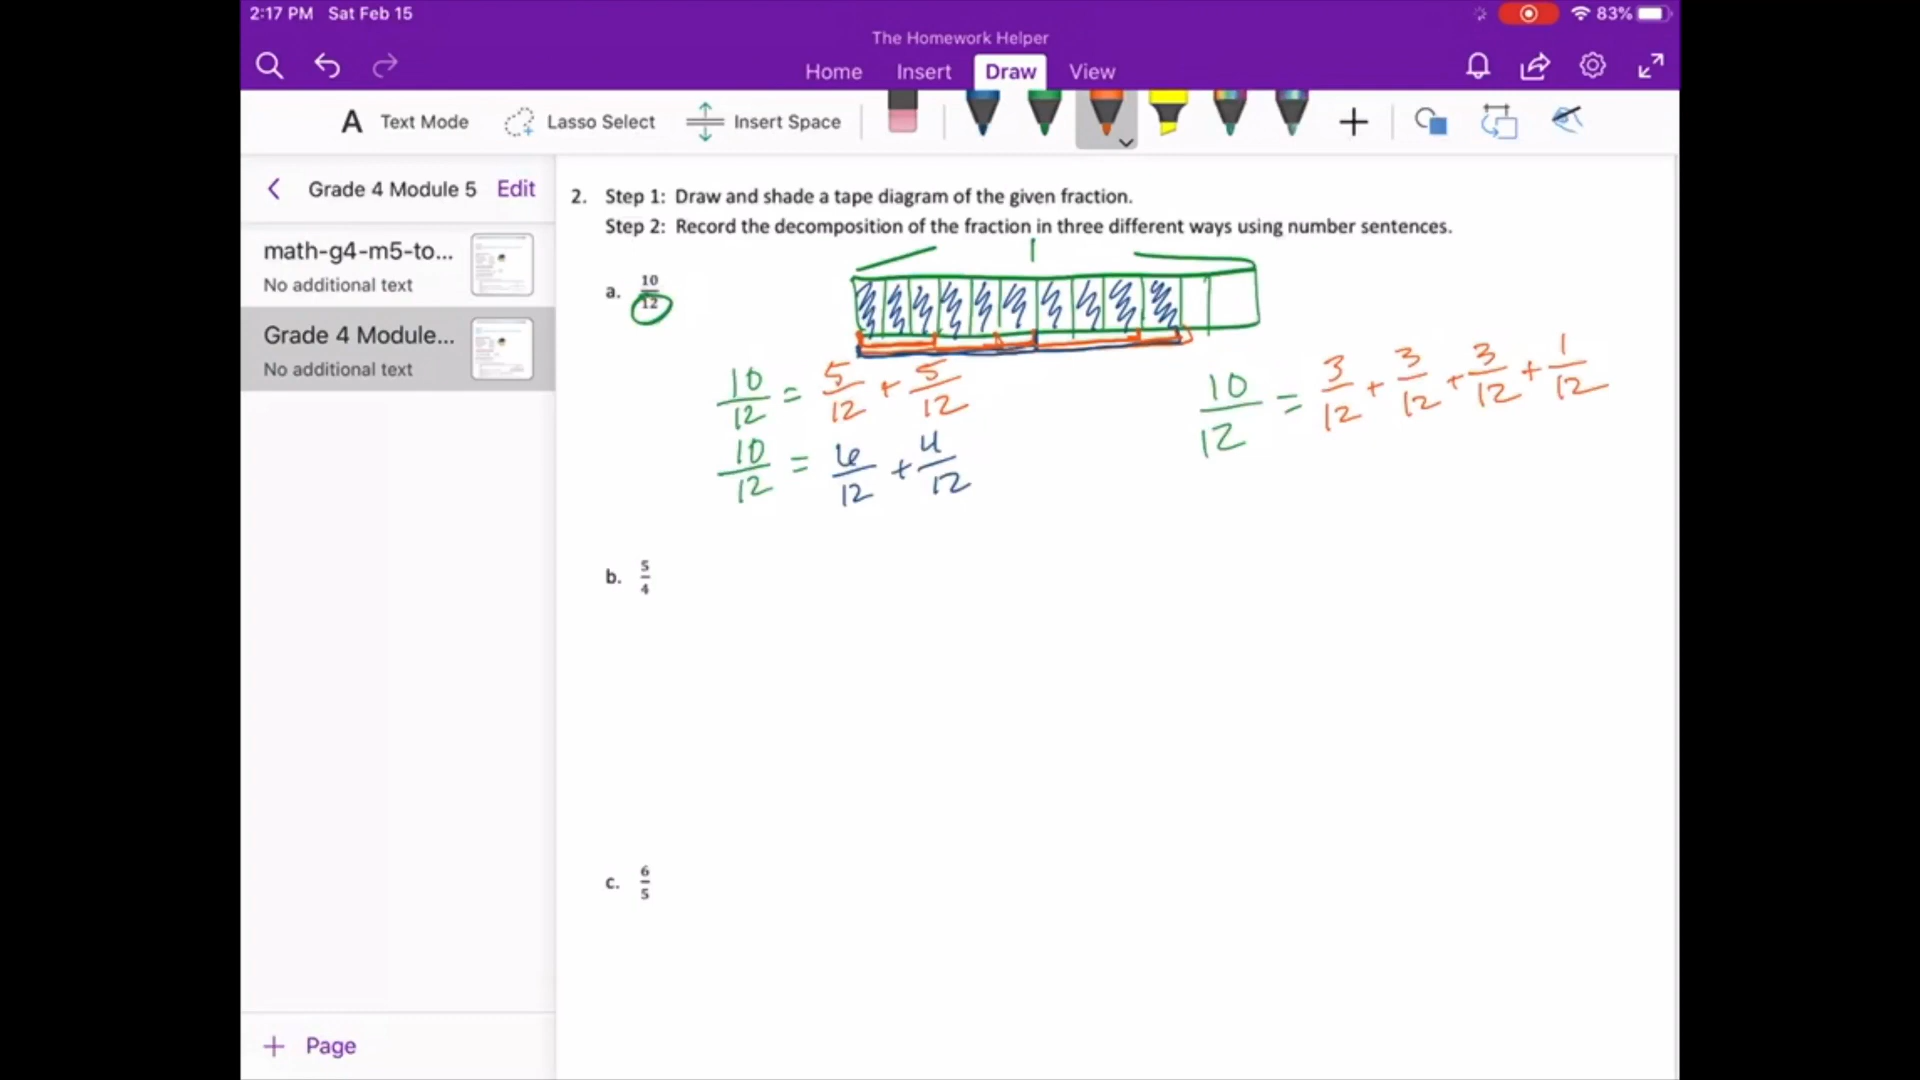 2:17 PM Sat Feb 15
83%
The Homework Helper
Home Insert Draw View
A Text Mode Lasso Select Insert Space
Grade 4 Module 5 Edit
math-g4-m5-to...
No additional text
Grade 4 Module...
No additional text
+ Page
2. Step 1: Draw and shade a tape diagram of the given fraction.
Step 2: Record the decomposition of the fraction in three different ways using number sentences.
1
a. 10/12
10/12 = 5/12 + 5/12
10/12 = 6/12 + 4/12
10/12 = 3/12 + 3/12 + 3/12 + 1/12
b. 5/4
c. 6/5